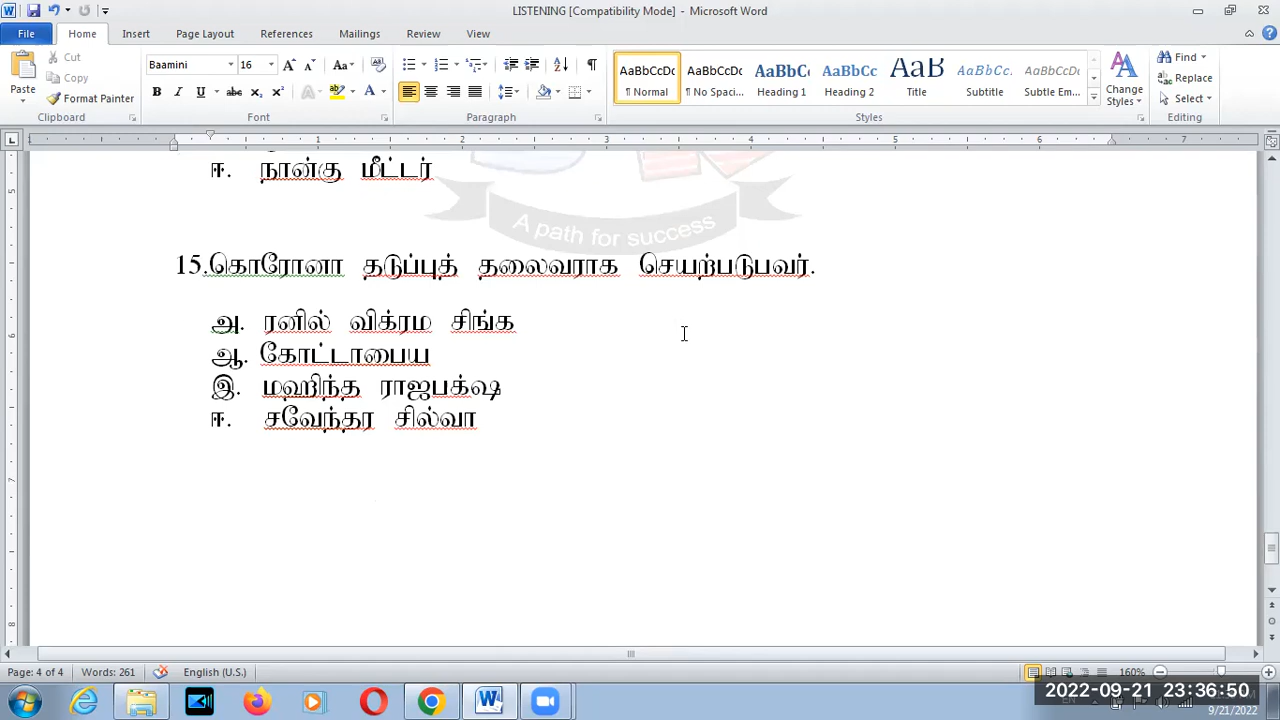 LISTENING [Compatibility Mode] - Microsoft Word
File Home Insert Page Layout References Mailings Review View
Cut
Copy
Format Painter
Paste
Baamini 16
AaBbCcDc AaBbCcDc AaBbCc AaBbCc AaB AaBbCc. AaBbCcDc
¶ Normal ¶ No Spaci... Heading 1 Heading 2 Title Subtitle Subtle Em...
Change Styles
Find
Replace
Select
Clipboard Font Paragraph Styles Editing
ஈ. நான்கு மீட்டர்
A path for success
15.கொரோனா தடுப்புத் தலைவராக செயற்படுபவர்.
அ. ரனில் விக்ரம சிங்க
ஆ. கோட்டாபைய
இ. மஹிந்த ராஜபக்ஷ
ஈ. சவேந்தர சில்வா
Page: 4 of 4 Words: 261 English (U.S.) 160%
2022-09-21 23:36:50
9/21/2022